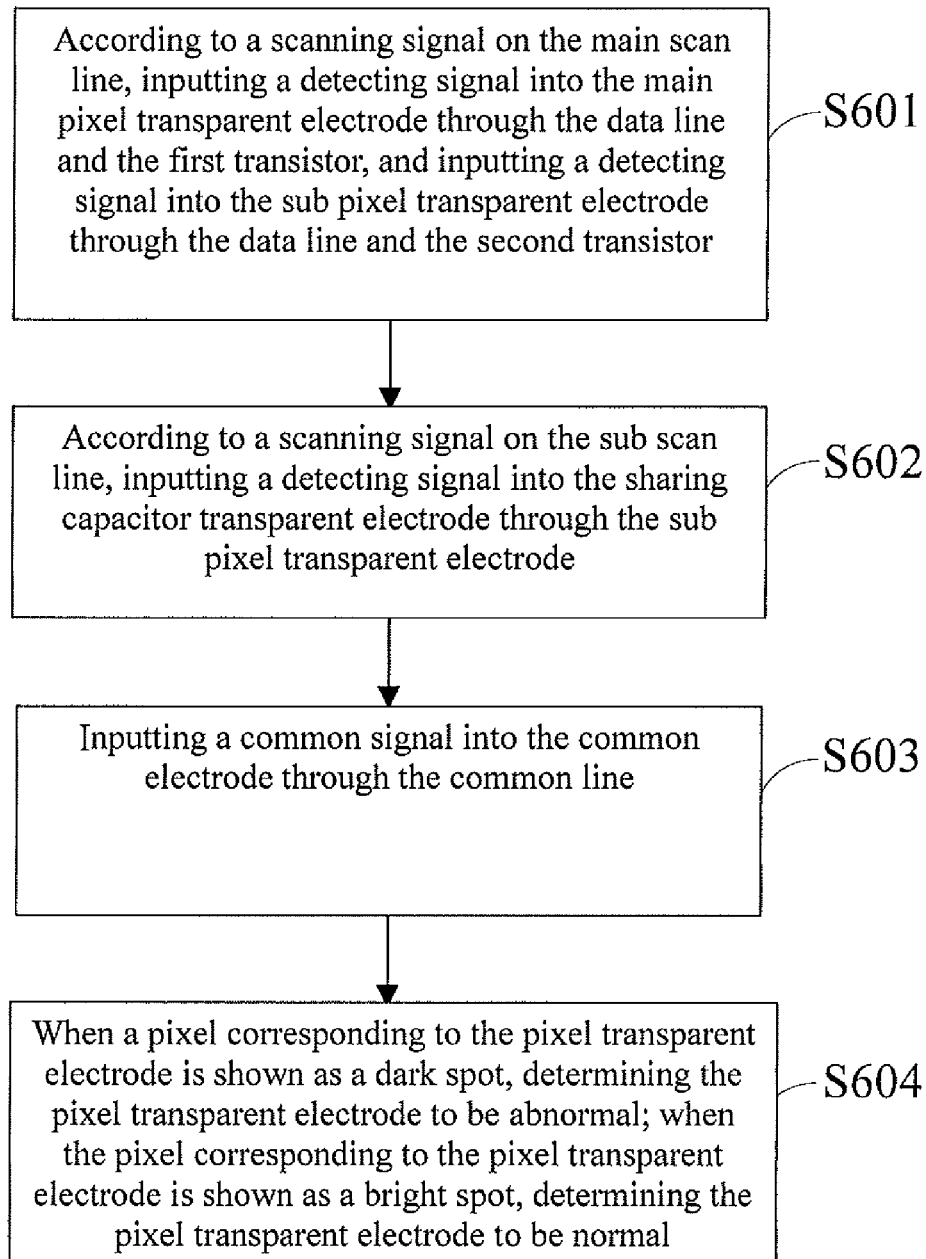 According to a scanning signal on the main scan
line, inputting a detecting signal into the main
pixel transparent electrode through the data line
and the first transistor, and inputting a detecting
signal into the sub pixel transparent electrode
through the data line and the second transistor
S601
According to a scanning signal on the sub scan
line, inputting a detecting signal into the sharing
capacitor transparent electrode through the sub
pixel transparent electrode
S602
Inputting a common signal into the common
electrode through the common line
S603
When a pixel corresponding to the pixel transparent
electrode is shown as a dark spot, determining the
pixel transparent electrode to be abnormal; when
the pixel corresponding to the pixel transparent
electrode is shown as a bright spot, determining the
pixel transparent electrode to be normal
S604